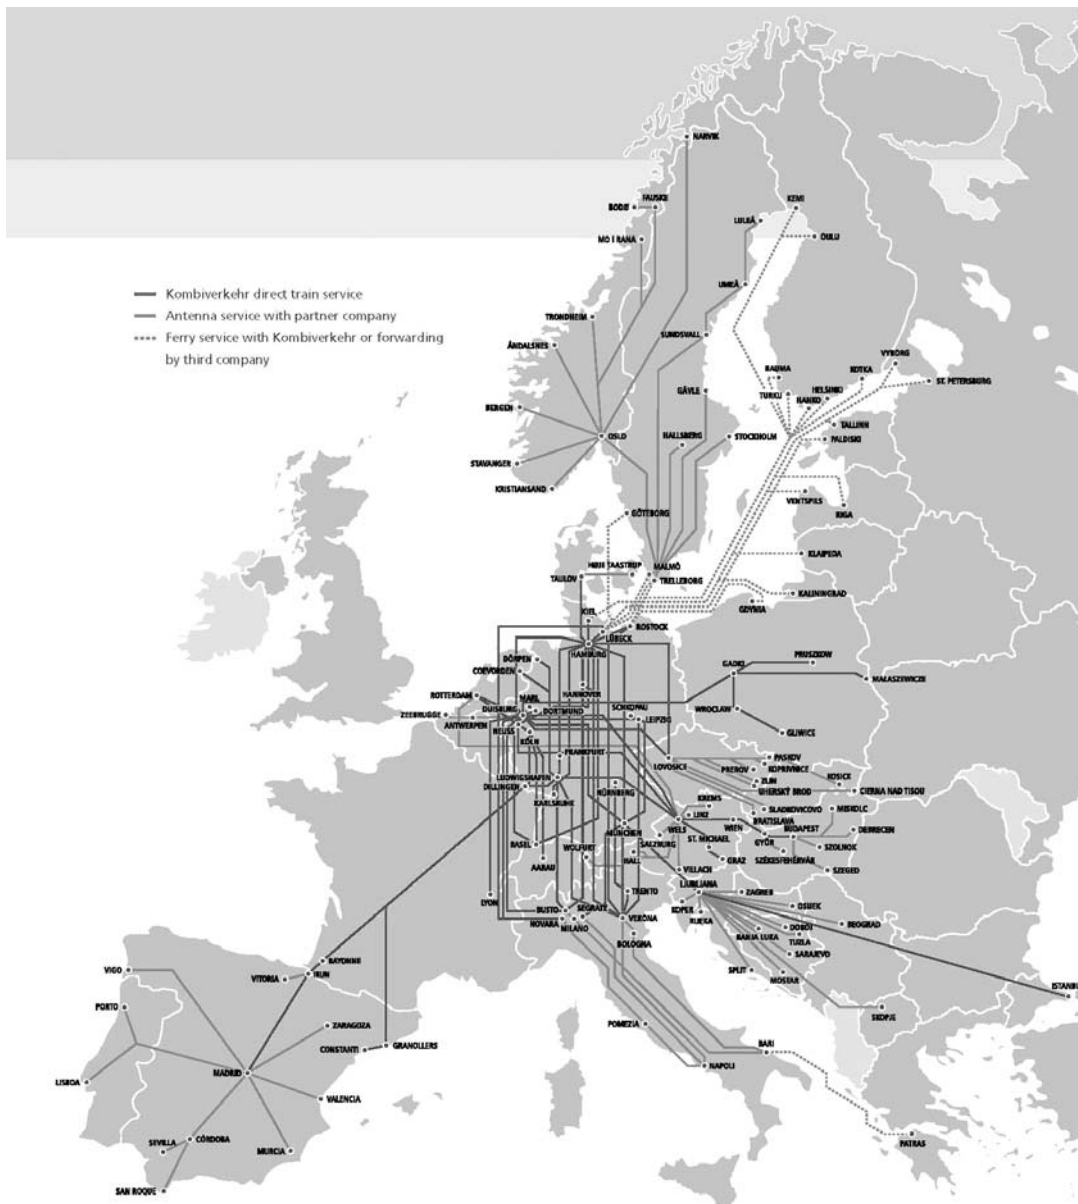 NARVIK
BODØ
FAUSKE
KEMI
LULEÅ
OULU
MO I RANA
UMEÅ
Kombiverkehr direct train service
Antenna service with partner company
Ferry service with Kombiverkehr or forwarding
by third company
TRONDHEIM
SUNDSVALL
ÅNDALSNES
VYBORG
RAUMA
KOTKA
ST. PETERSBURG
HELSINKI
TURKU
HANKO
GÄVLE
BERGEN
TALLINN
OSLO
HALLSBERG
STOCKHOLM
PALDISKI
STAVANGER
KRISTIANSAND
VENTSPILS
RIGA
GÖTEBORG
KLAIPEDA
HØJE TAASTRUP
MALMÖ
TAULOV
TRELLEBORG
KALININGRAD
GDYNIA
KIEL
ROSTOCK
LÜBECK
HAMBURG
DÖRPEN
COEVORDEN
GADKI
PRUSZKOW
MAŁASZEWICZE
ROTTERDAM
HANNOVER
MARL
DUISBURG
DORTMUND
SCHKOPAU
WROCLAW
ZEEBRUGGE
ANTWERPEN
LEIPZIG
NEUSS
KÖLN
GLIWICE
FRANKFURT
LOVOSICE
PASKOV
PREROV
KOPRIVNICE
LUDWIGSHAFEN
ZLIN
KOSICE
DILLINGEN
UHERSKÝ BROD
CIERNA NAD TISOU
KARLSRUHE
NÜRNBERG
KREMS
SLADKOVICOVO
MISKOLC
LINZ
BRATISLAVA
MÜNCHEN
WELS
WIEN
BUDAPEST
DEBRECEN
BASEL
SALZBURG
ST. MICHAEL
GYÖR
SZOLNOK
WOLFURT
HALL
GRAZ
SZÉKESFEHÉRVÁR
AARAU
VILLACH
SZEGED
LJUBLJANA
TRENTO
ZAGREB
LYON
BUSTO
SEGRATE
KOPER
OSIJEK
NOVARA
MILANO
VERONA
RIJEKA
BEOGRAD
BANJA LUKA
DOBOJ
BOLOGNA
TUZLA
SARAJEVO
BAYONNE
VIGO
VITORIA
IRUN
SPLIT
MOSTAR
ISTANBUL
PORTO
SKOPJE
ZARAGOZA
POMEZIA
CONSTANTI
GRANOLLERS
BARI
MADRID
NAPOLI
LISBOA
VALENCIA
SEVILLA
CÓRDOBA
MURCIA
PATRAS
SAN ROQUE